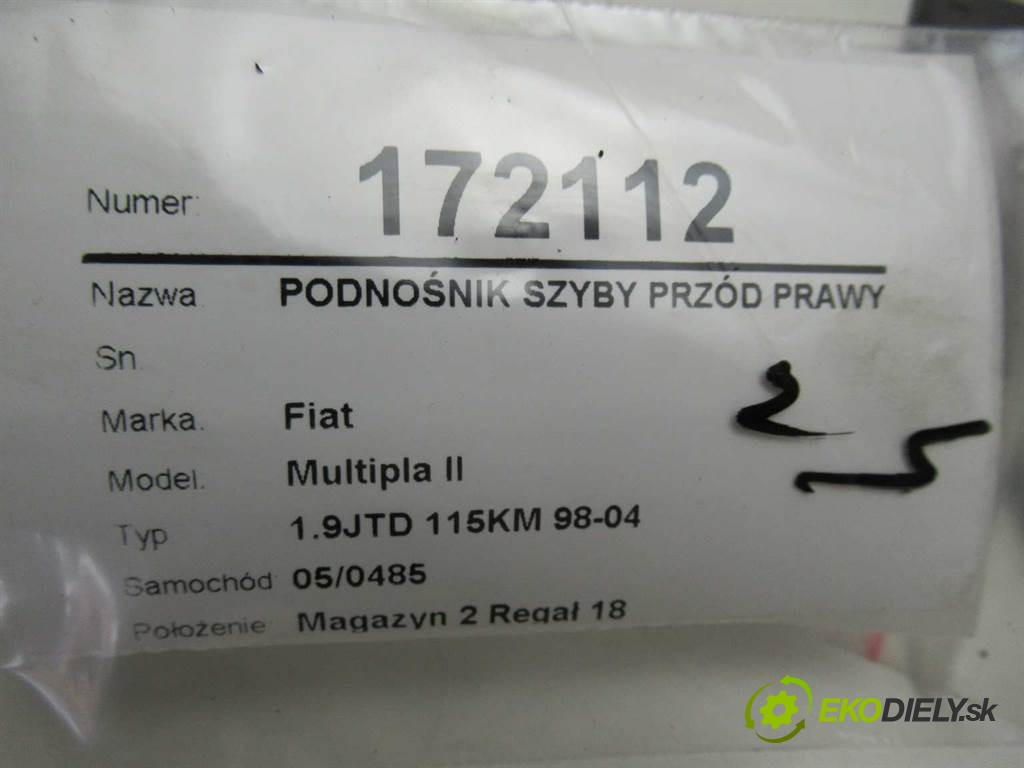 Numer: 172112
Nazwa PODNOŚNIK SZYBY PRZÓD PRAWY
Sn.
Marka. Fiat
Model. Multipla II
Typ 1.9JTD 115KM 98-04
Samochód 05/0485
Położenie Magazyn 2 Regał 18
2
EKODIELY.sk